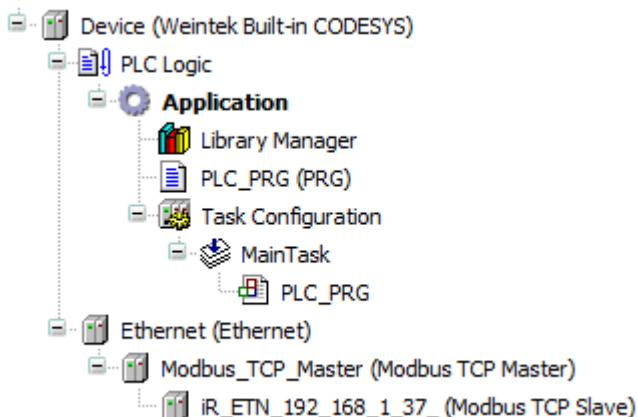 Device (Weintek Built-in CODESYS)
PLC Logic
Application
Library Manager
PLC_PRG (PRG)
Task Configuration
MainTask
PLC_PRG
Ethernet (Ethernet)
Modbus_TCP_Master (Modbus TCP Master)
iR_ETN_192_168_1_37_ (Modbus TCP Slave)